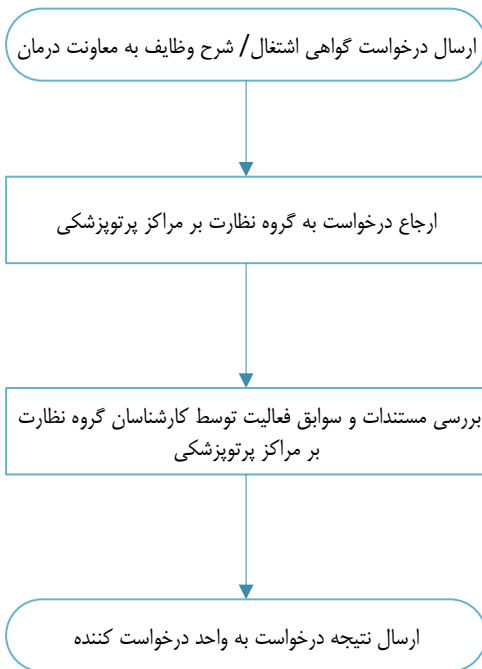 ارسال درخواست گواهی اشتغال/ شرح وظایف به معاونت درمان
ارجاع درخواست به گروه نظارت بر مراکز پرتوپزشکی
بررسی مستندات و سوابق فعالیت توسط کارشناسان گروه نظارت
بر مراکز پرتوپزشکی
ارسال نتیجه درخواست به واحد درخواست کننده